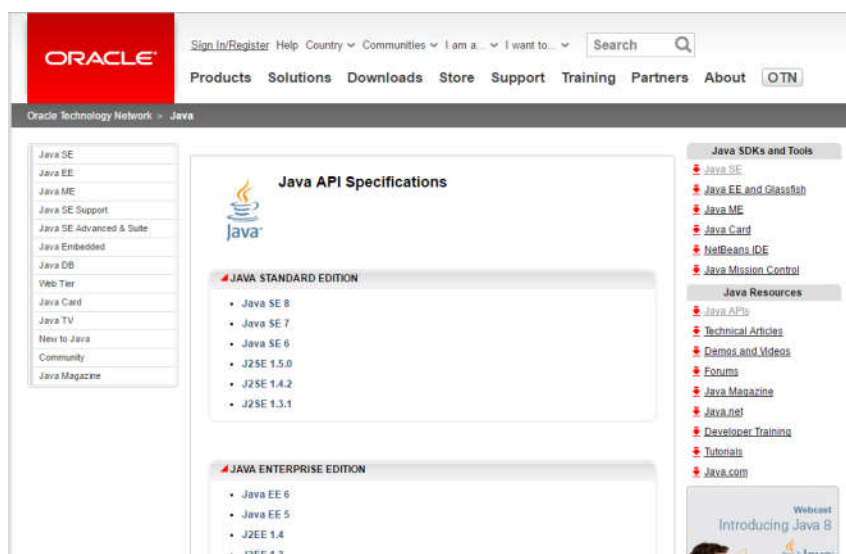 ORACLE
Sign In/Register Help Country Communities I am a... I want to... Search
Products Solutions Downloads Store Support Training Partners About OTN
Oracle Technology Network > Java
Java SE
Java EE
Java ME
Java SE Support
Java SE Advanced & Suite
Java Embedded
Java DB
Web Tier
Java Card
Java TV
New to Java
Community
Java Magazine
Java API Specifications
Java
JAVA STANDARD EDITION
• Java SE 8
• Java SE 7
• Java SE 6
• J2SE 1.5.0
• J2SE 1.4.2
• J2SE 1.3.1
JAVA ENTERPRISE EDITION
• Java EE 6
• Java EE 5
• J2EE 1.4
Java SDKs and Tools
Java SE
Java EE and Glassfish
Java ME
Java Card
NetBeans IDE
Java Mission Control
Java Resources
Java APIs
Technical Articles
Demos and Videos
Forums
Java Magazine
Java.net
Developer Training
Tutorials
Java.com
Webcast
Introducing Java 8